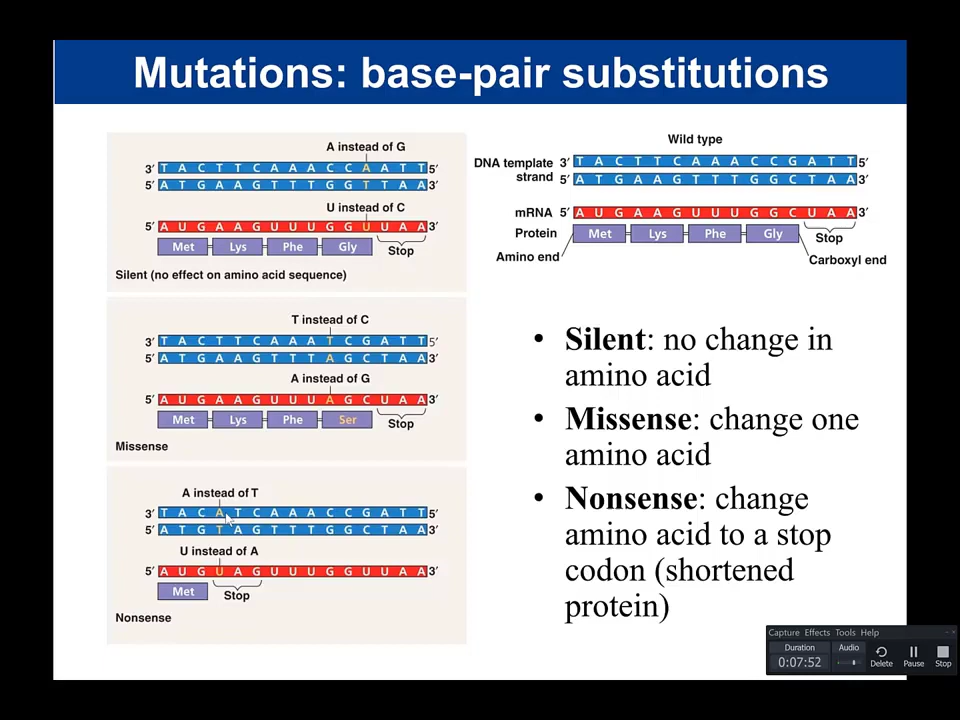 Mutations: base-pair substitutions
A instead of G
3′ T A C T T C A A A C C A A T T 5′
5′ A T G A A G T T T G G T T A A 3′
U instead of C
5′ A U G A A G U U U G G U U A A 3′
Met Lys Phe Gly Stop
Silent (no effect on amino acid sequence)
T instead of C
3′ T A C T T C A A A T C G A T T 5′
5′ A T G A A G T T T A G C T A A 3′
A instead of G
5′ A U G A A G U U U A G C U A A 3′
Met Lys Phe Ser Stop
Missense
A instead of T
3′ T A C A T C A A A C C G A T T 5′
5′ A T G T A G T T T G G C T A A 3′
U instead of A
5′ A U G U A G U U U G G U U A A 3′
Met Stop
Nonsense
Wild type
DNA template 3′ T A C T T C A A A C C G A T T 5′
strand 5′ A T G A A G T T T G G C T A A 3′
mRNA 5′ A U G A A G U U U G G C U A A 3′
Protein Met Lys Phe Gly Stop
Amino end Carboxyl end
• Silent: no change in
amino acid
• Missense: change one
amino acid
• Nonsense: change
amino acid to a stop
codon (shortened
protein)
Capture Effects Tools Help
Duration Audio
0:07:52 Delete Pause Stop